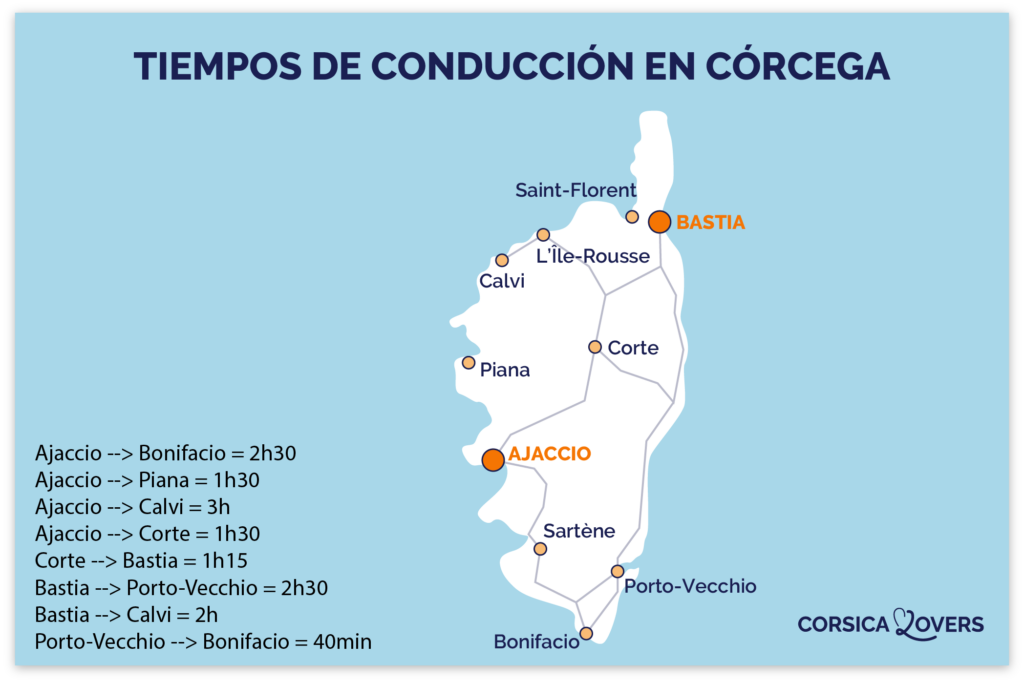 TIEMPOS DE CONDUCCIÓN EN CÓRCEGA
Saint-Florent
BASTIA
L'Île-Rousse
Calvi
Corte
Piana
AJACCIO
Ajaccio --> Bonifacio = 2h30
Ajaccio --> Piana = 1h30
Ajaccio --> Calvi = 3h
Ajaccio --> Corte = 1h30
Corte --> Bastia = 1h15
Bastia --> Porto-Vecchio = 2h30
Bastia --> Calvi = 2h
Porto-Vecchio --> Bonifacio = 40min
Sartène
Porto-Vecchio
Bonifacio
CORSICA LOVERS